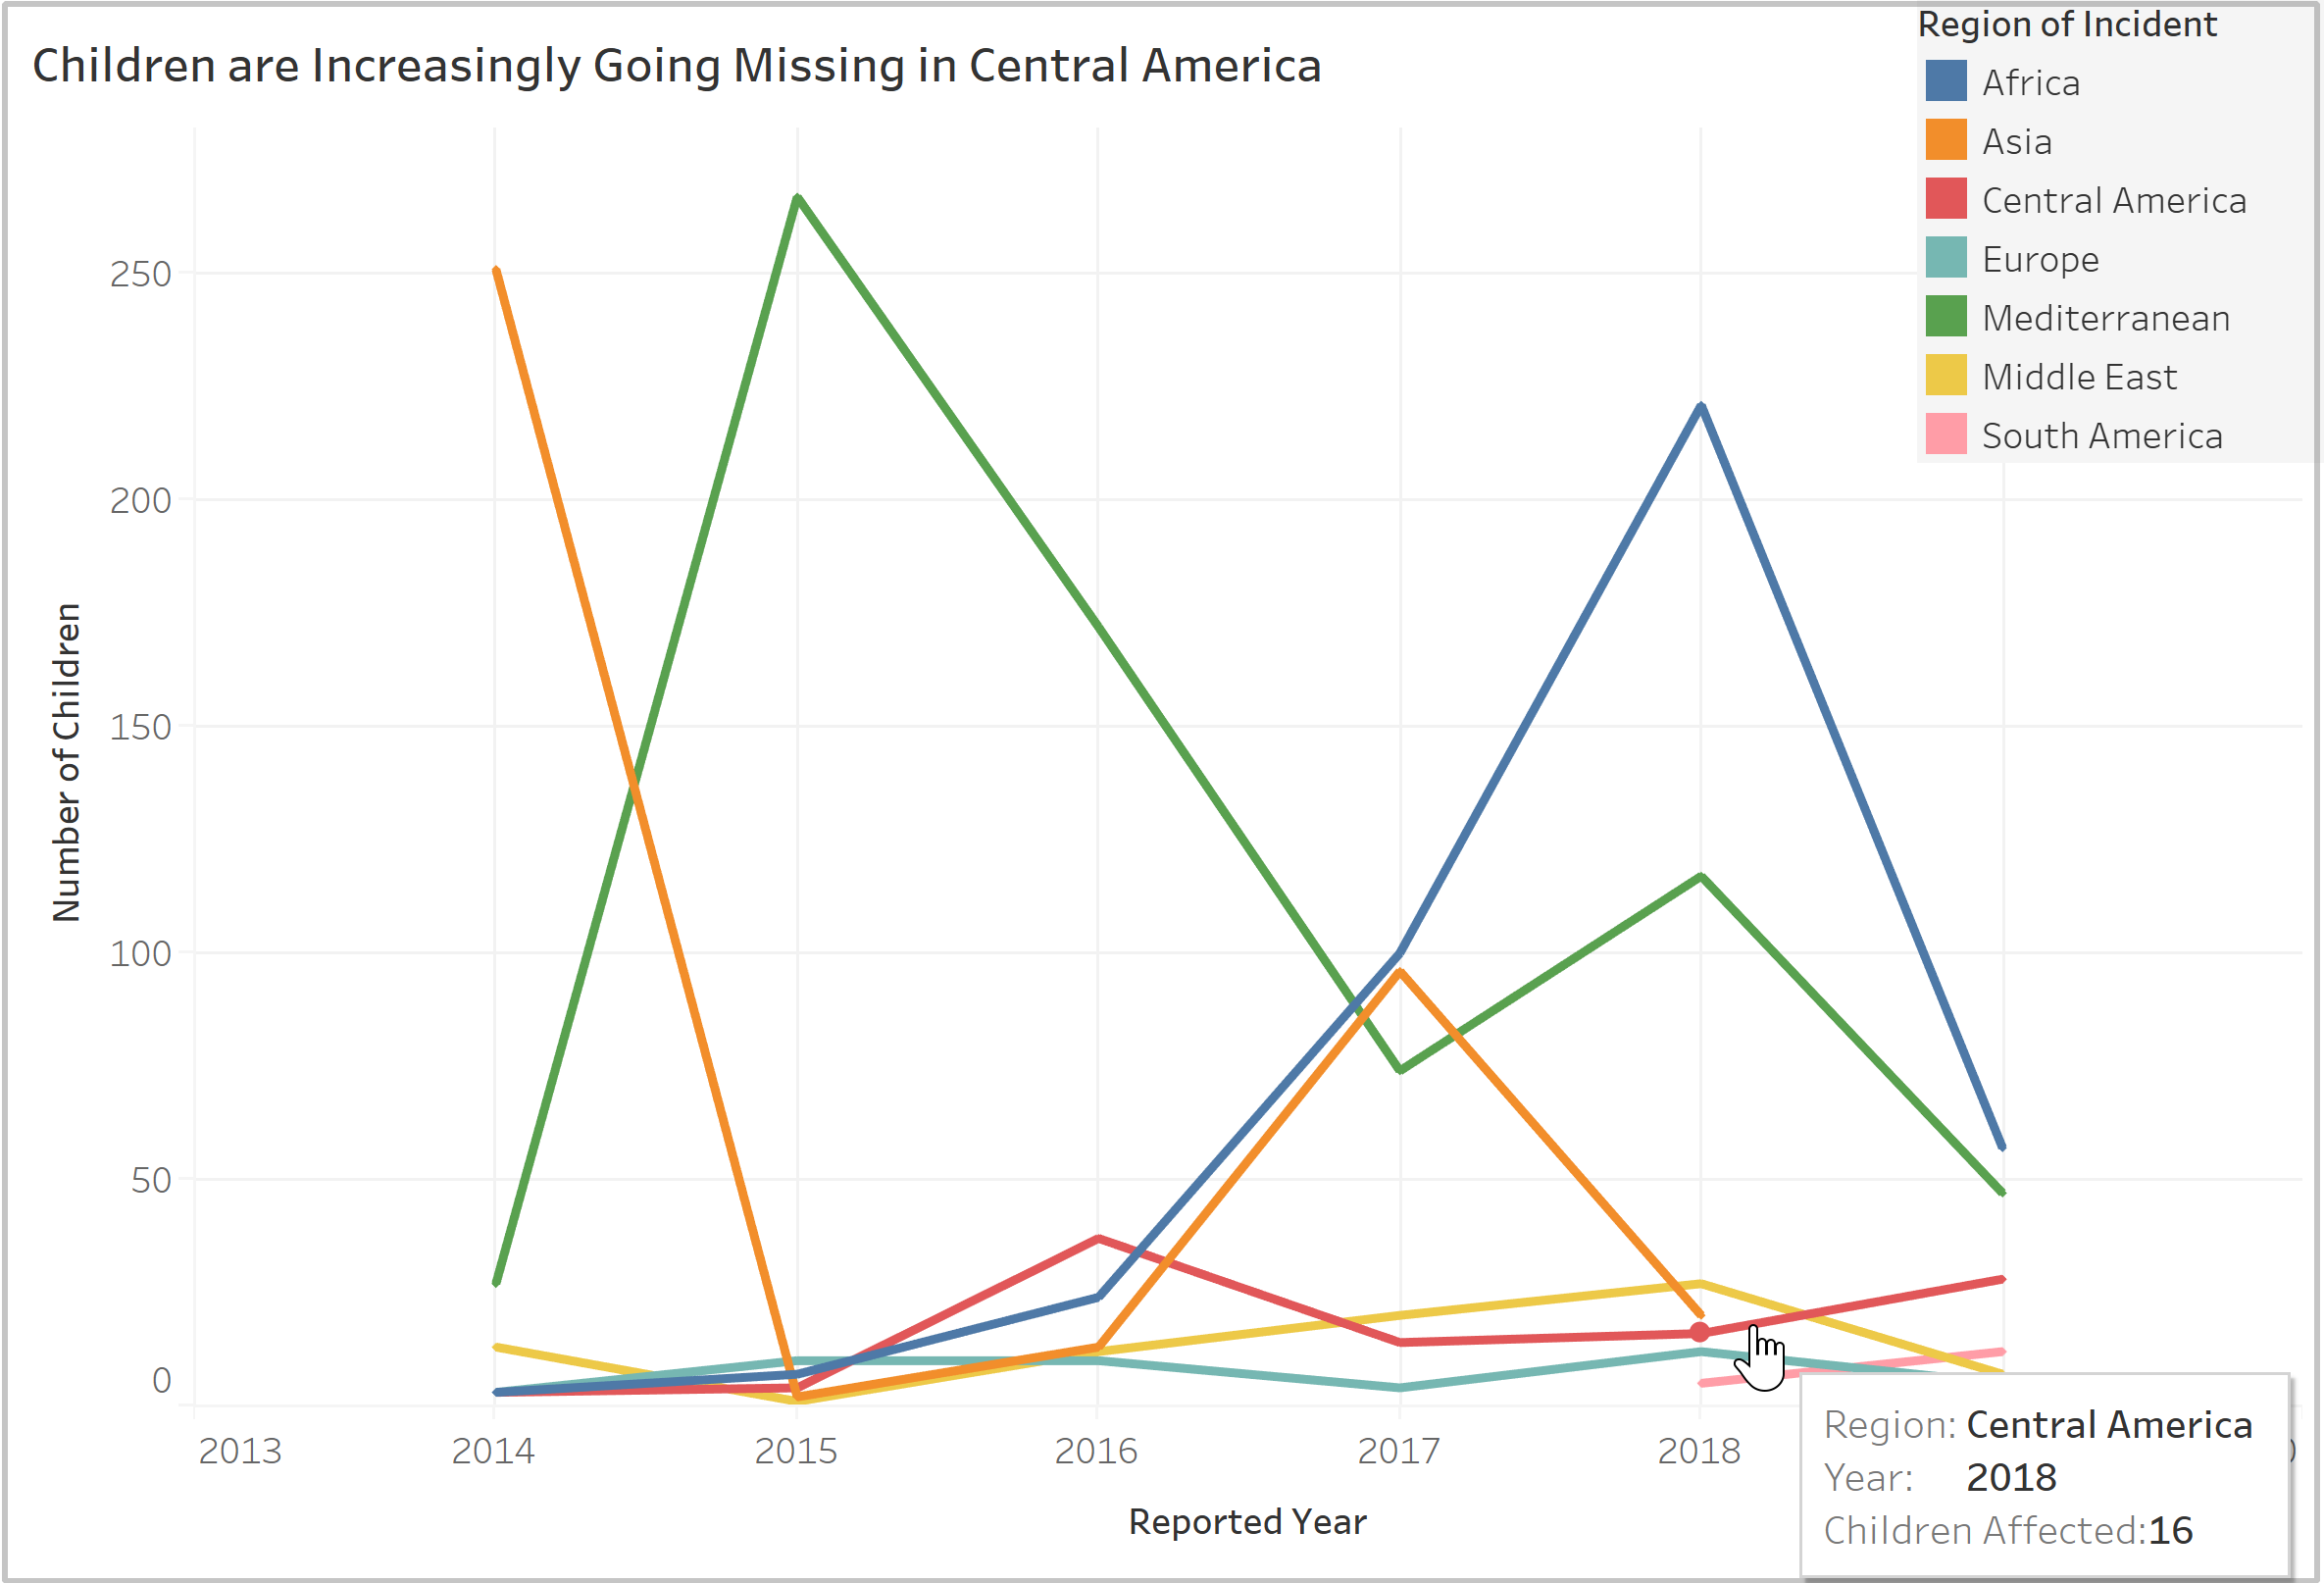 Children are Increasingly Going Missing in Central America
Region of Incident
Africa
Asia
Central America
Europe
Mediterranean
Middle East
South America
Number of Children
250
200
150
100
50
0
2013 2014 2015 2016 2017 2018
Reported Year
Region: Central America
Year: 2018
Children Affected:16